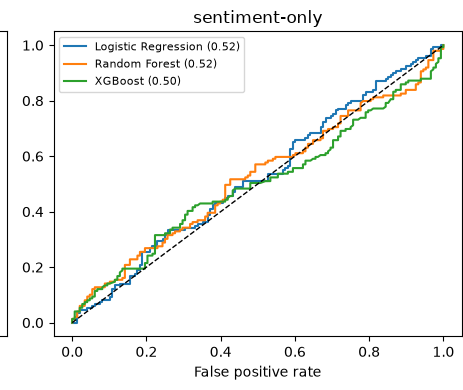 sentiment-only
Logistic Regression (0.52)
Random Forest (0.52)
XGBoost (0.50)
1.0
0.8
0.6
0.4
0.2
0.0
0.0 0.2 0.4 0.6 0.8 1.0
False positive rate